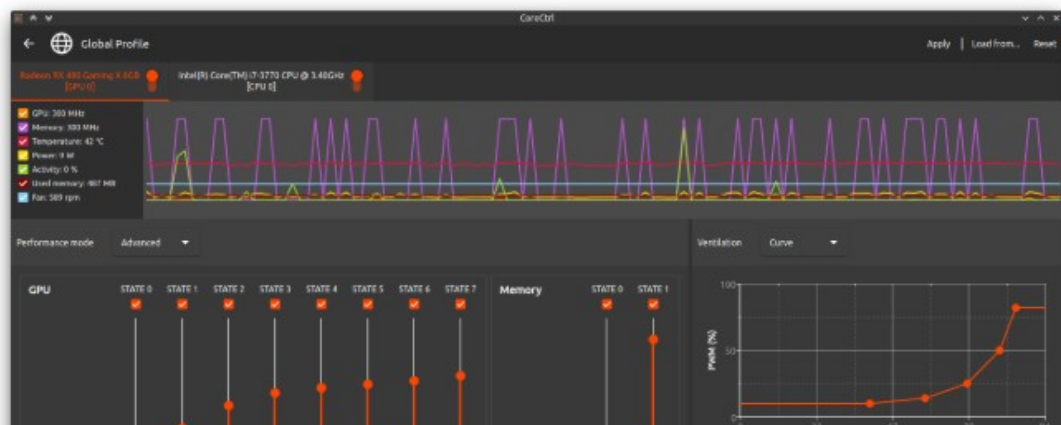 CoreCtrl
Global Profile
Apply | Load from... Reset
Radeon RX 480 Gaming X 8GB
[GPU 0]
Intel(R) Core(TM) i7-3770 CPU @ 3.40GHz
[CPU 0]
GPU: 300 MHz
Memory: 300 MHz
Temperature: 42 °C
Power: 9 W
Activity: 0 %
Used memory: 487 MB
Fan: 589 rpm
Performance mode Advanced
Ventilation Curve
GPU STATE 0 STATE 1 STATE 2 STATE 3 STATE 4 STATE 5 STATE 6 STATE 7
Memory STATE 0 STATE 1
PWM (%)
100
50
0